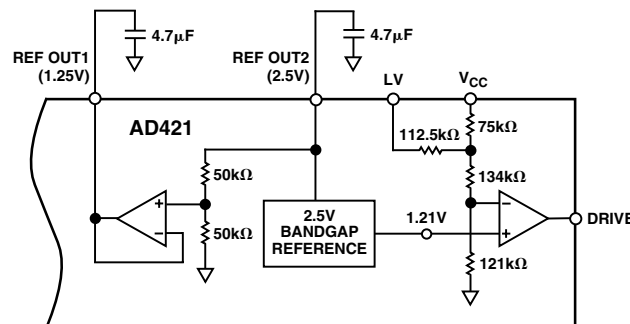 4.7µF
4.7µF
REF OUT1
(1.25V)
REF OUT2
(2.5V)
LV
VCC
AD421
112.5kΩ
75kΩ
50kΩ
134kΩ
50kΩ
2.5V
BANDGAP
REFERENCE
1.21V
121kΩ
DRIVE
+
–
–
+